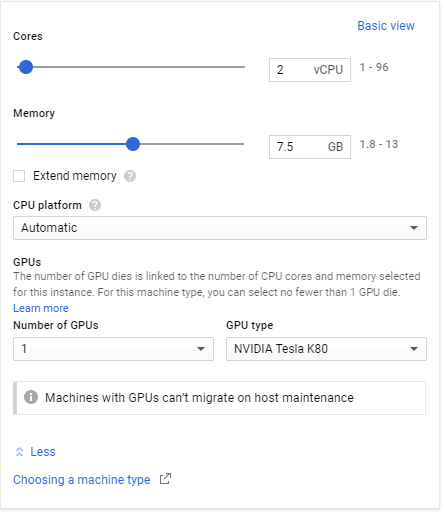 Basic view
Cores
2 vCPU 1 - 96
Memory
7.5 GB 1.8 - 13
Extend memory ?
CPU platform ?
Automatic
GPUs
The number of GPU dies is linked to the number of CPU cores and memory selected
for this instance. For this machine type, you can select no fewer than 1 GPU die.
Learn more
Number of GPUs GPU type
1 NVIDIA Tesla K80
Machines with GPUs can't migrate on host maintenance
Less
Choosing a machine type